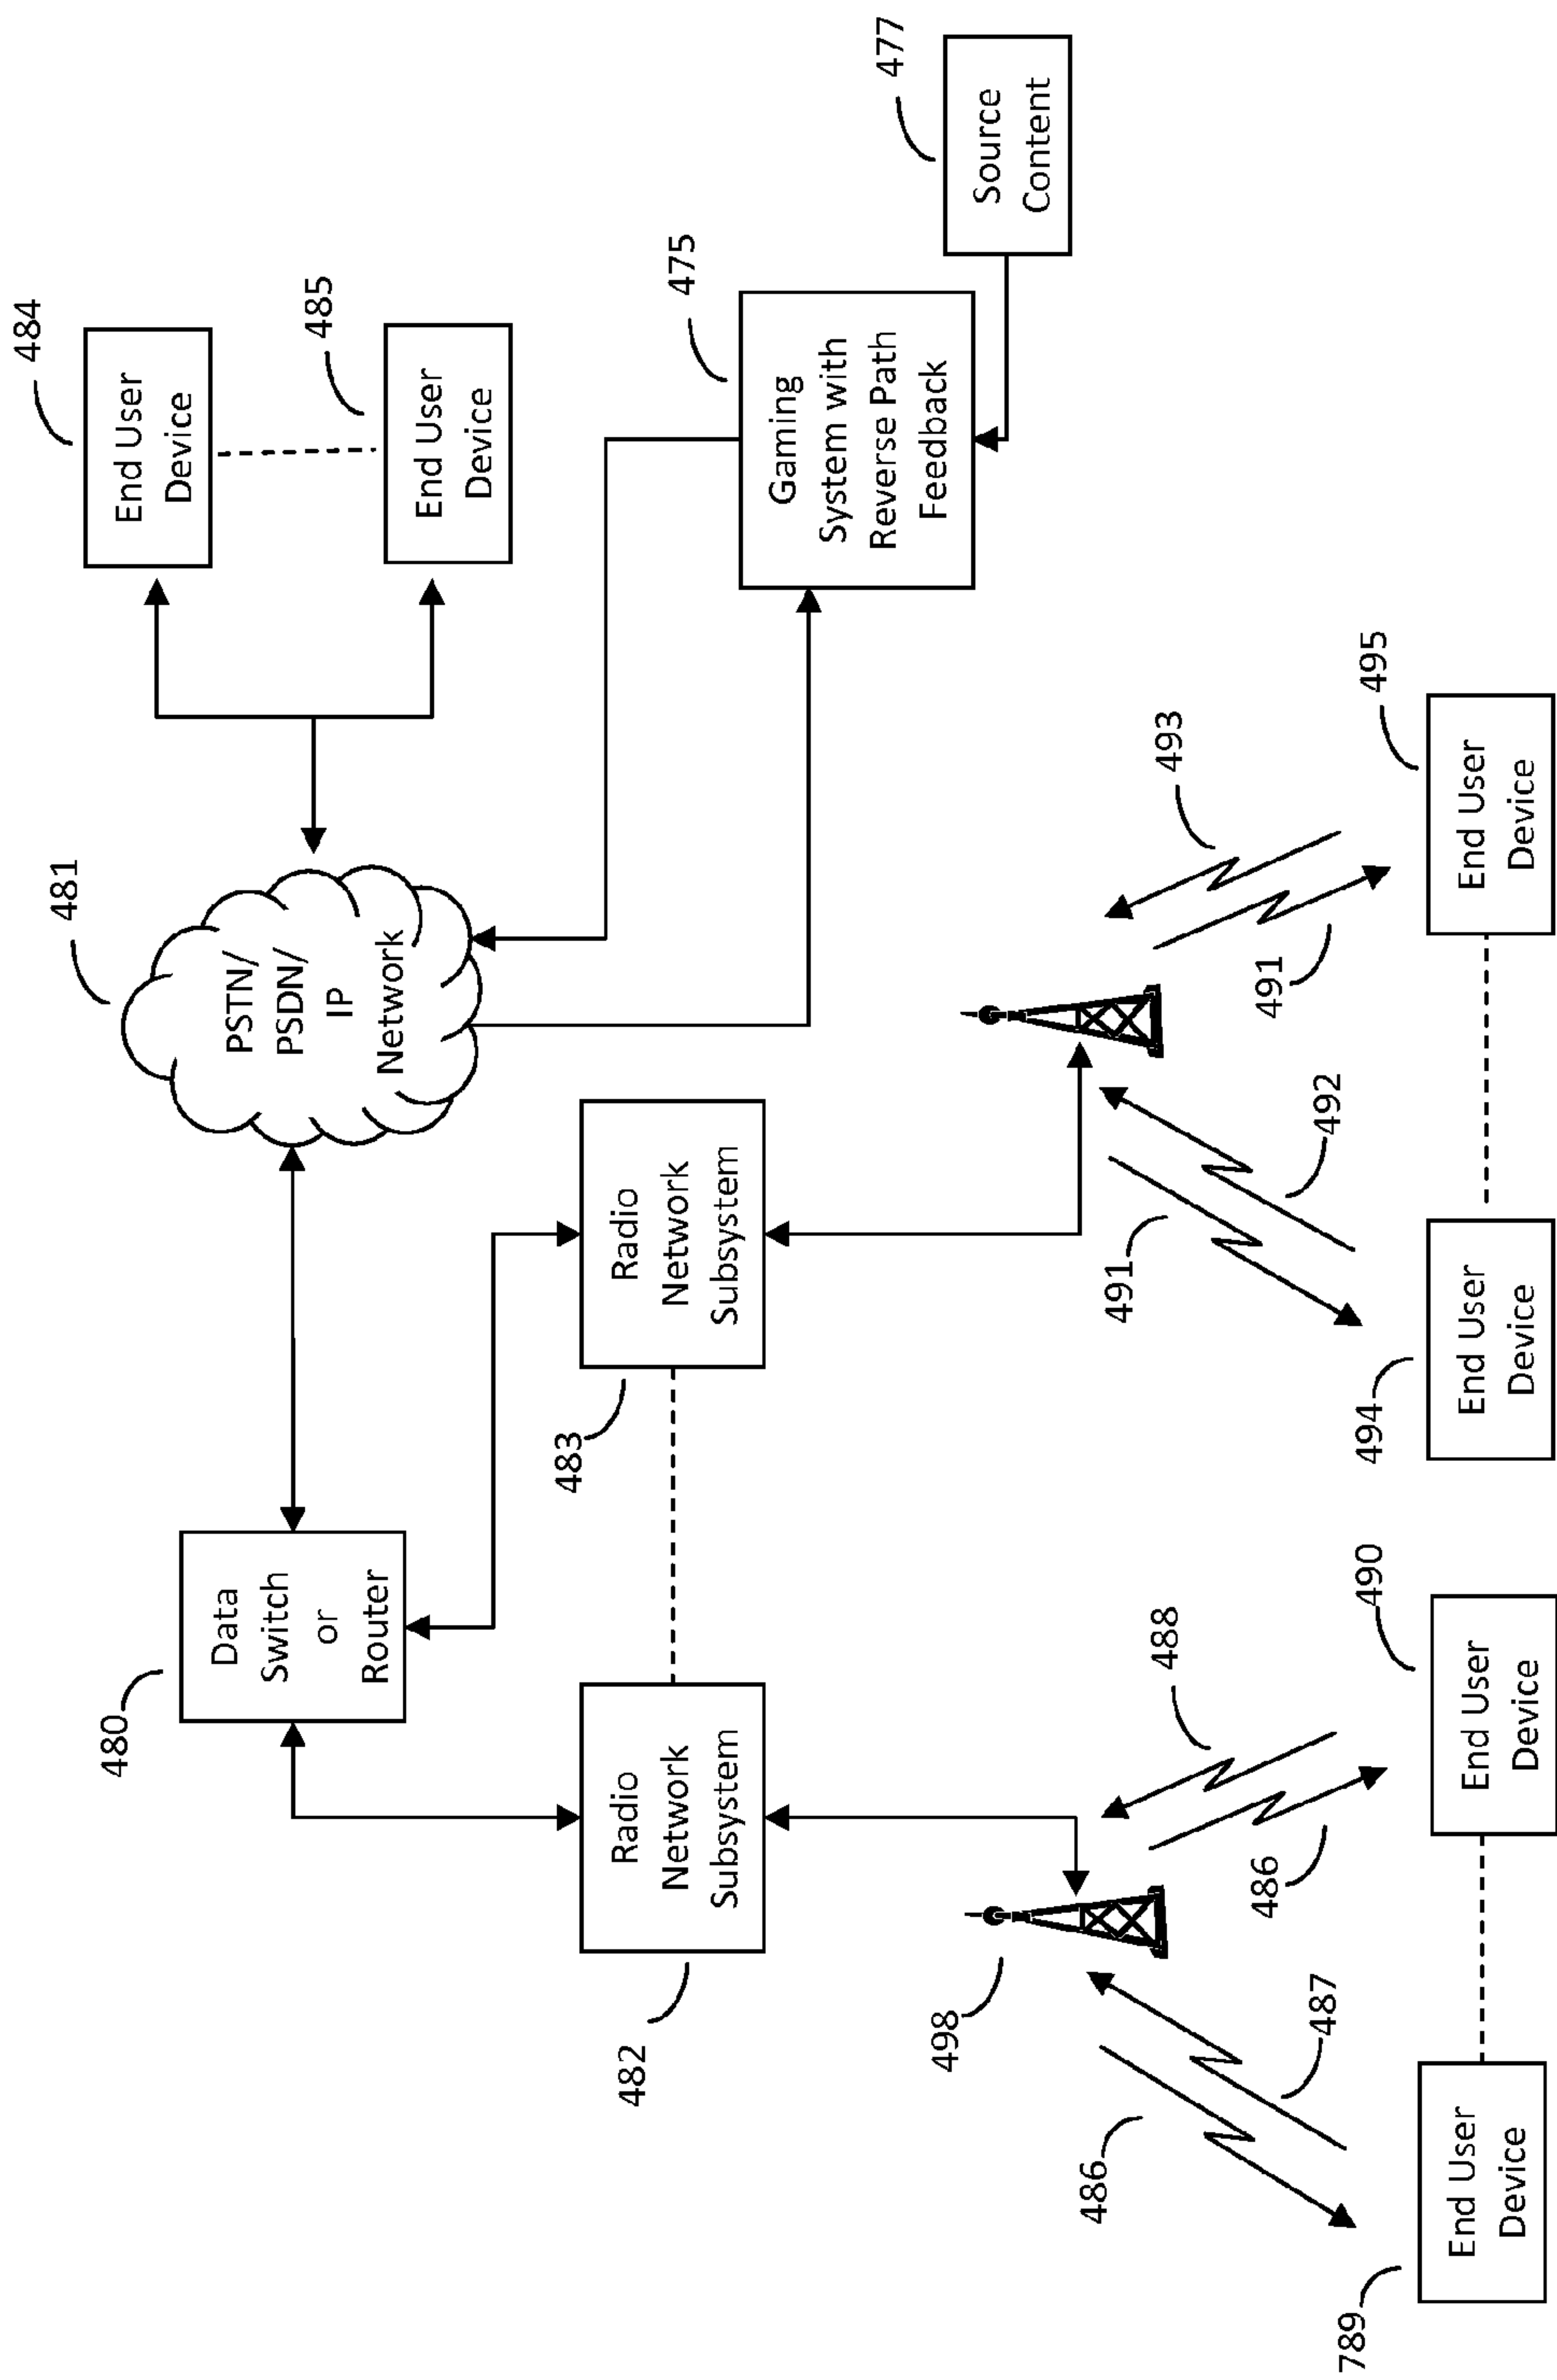 481
PSTN/
PSDN/
IP
Network
484
End User
Device
485
End User
Device
480
Data
Switch
or
Router
482
Radio
Network
Subsystem
483
Radio
Network
Subsystem
475
Gaming
System with
Reverse Path
Feedback
477
Source
Content
498
486
487
486
488
491
492
491
493
789
End User
Device
490
End User
Device
494
End User
Device
495
End User
Device